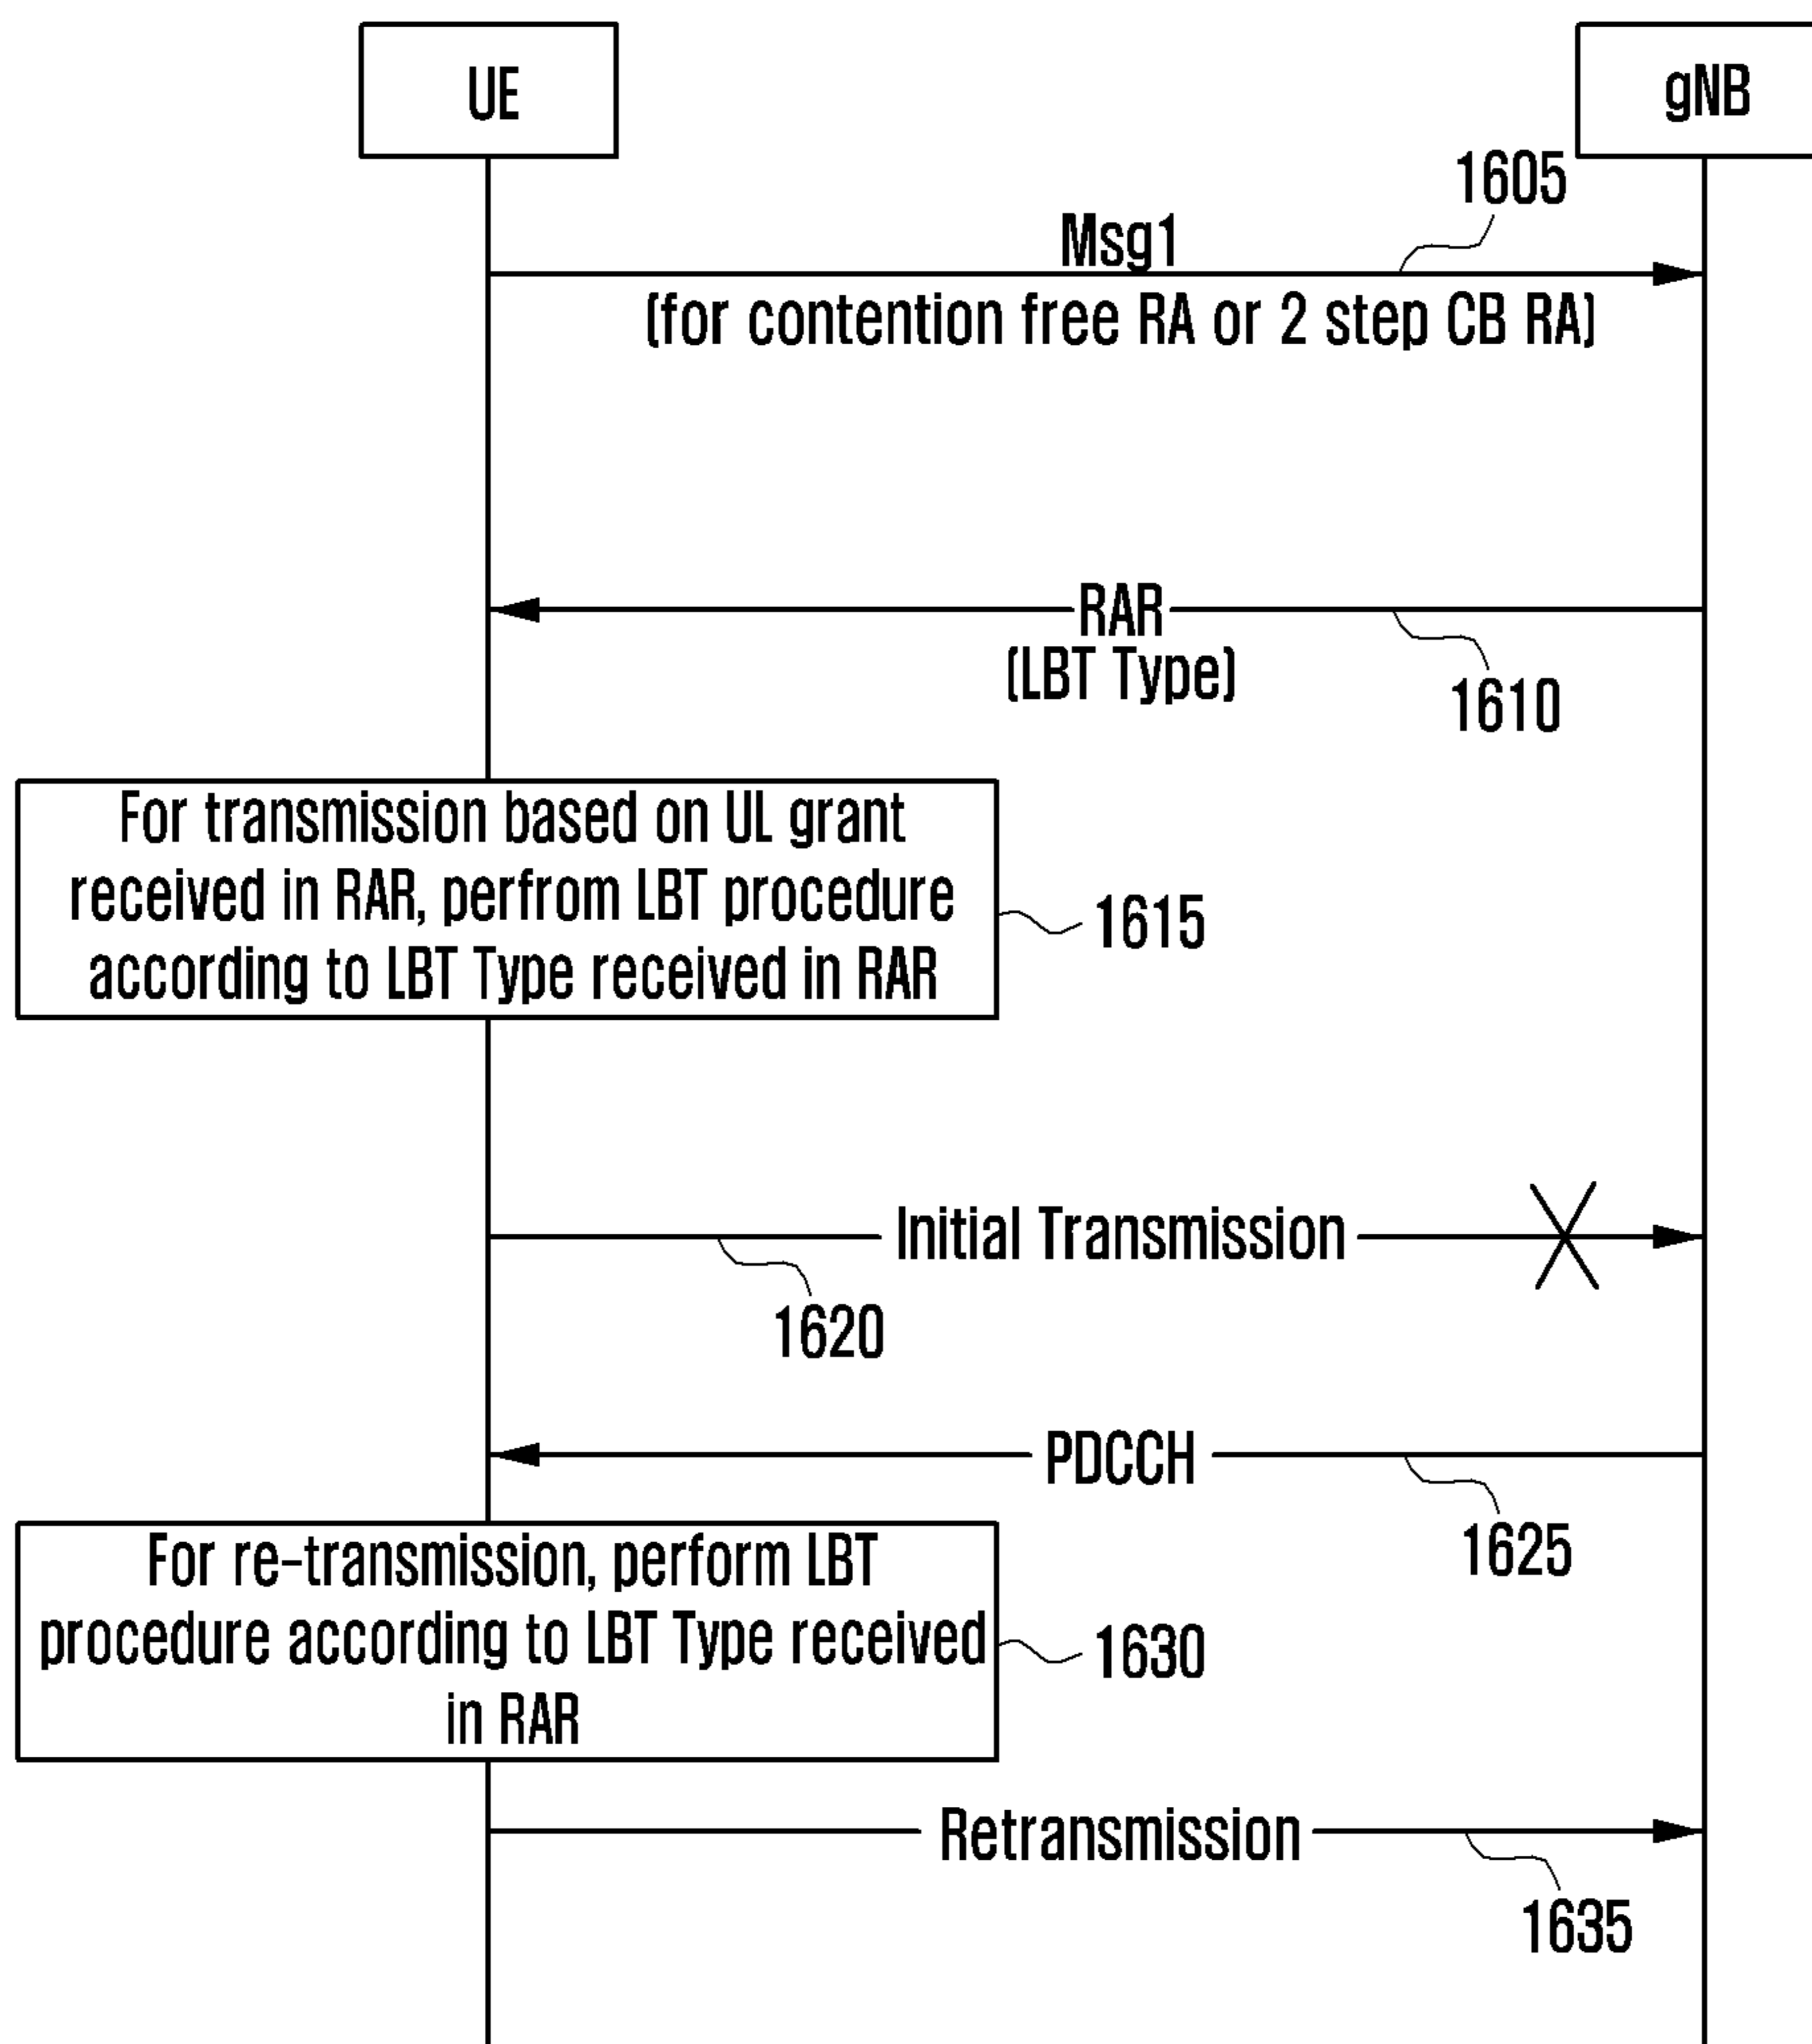 UE
gNB
1605
Msg1
(for contention free RA or 2 step CB RA)
RAR
(LBT Type)
1610
For transmission based on UL grant
received in RAR, perfrom LBT procedure
according to LBT Type received in RAR
1615
Initial Transmission
1620
PDCCH
1625
For re-transmission, perform LBT
procedure according to LBT Type received
in RAR
1630
Retransmission
1635